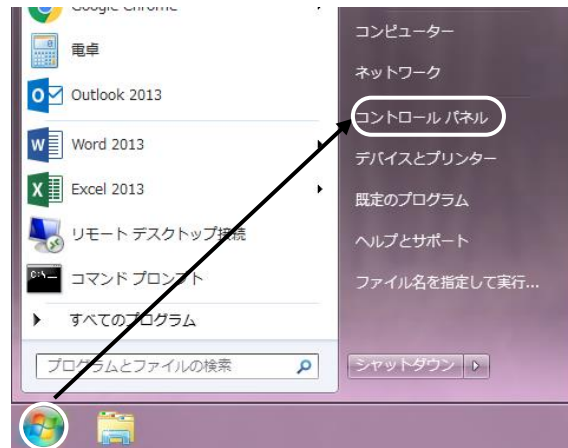 Google Chrome
電卓
Outlook 2013
Word 2013
Excel 2013
リモート デスクトップ接続
コマンド プロンプト
すべてのプログラム
プログラムとファイルの検索
コンピューター
ネットワーク
コントロール パネル
デバイスとプリンター
既定のプログラム
ヘルプとサポート
ファイル名を指定して実行...
シャットダウン